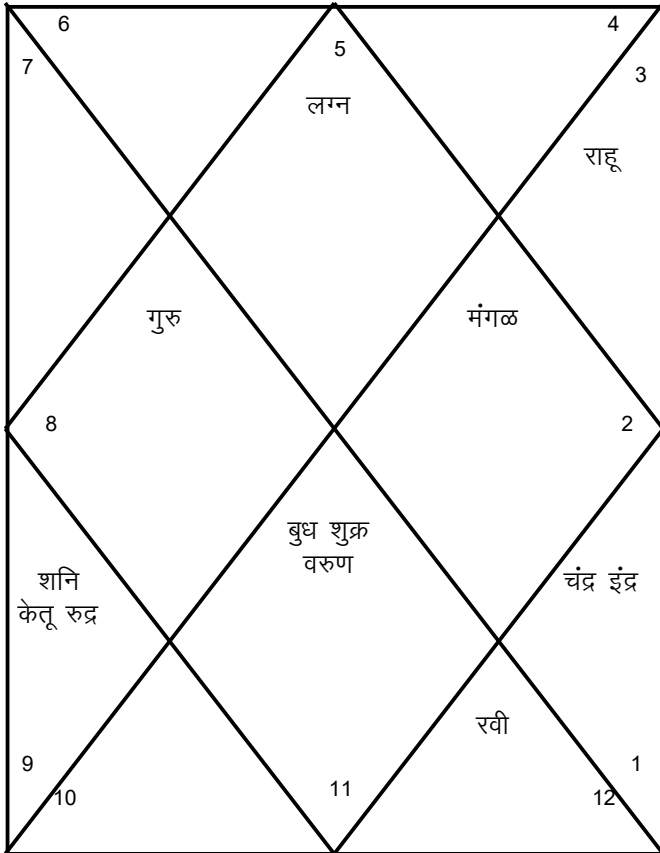 6
5
4
7
3
लग्न
राहू
गुरु
मंगळ
8
2
बुध शुक्र
वरुण
शनि
केतू रुद्र
चंद्र इंद्र
रवी
9
1
10
11
12